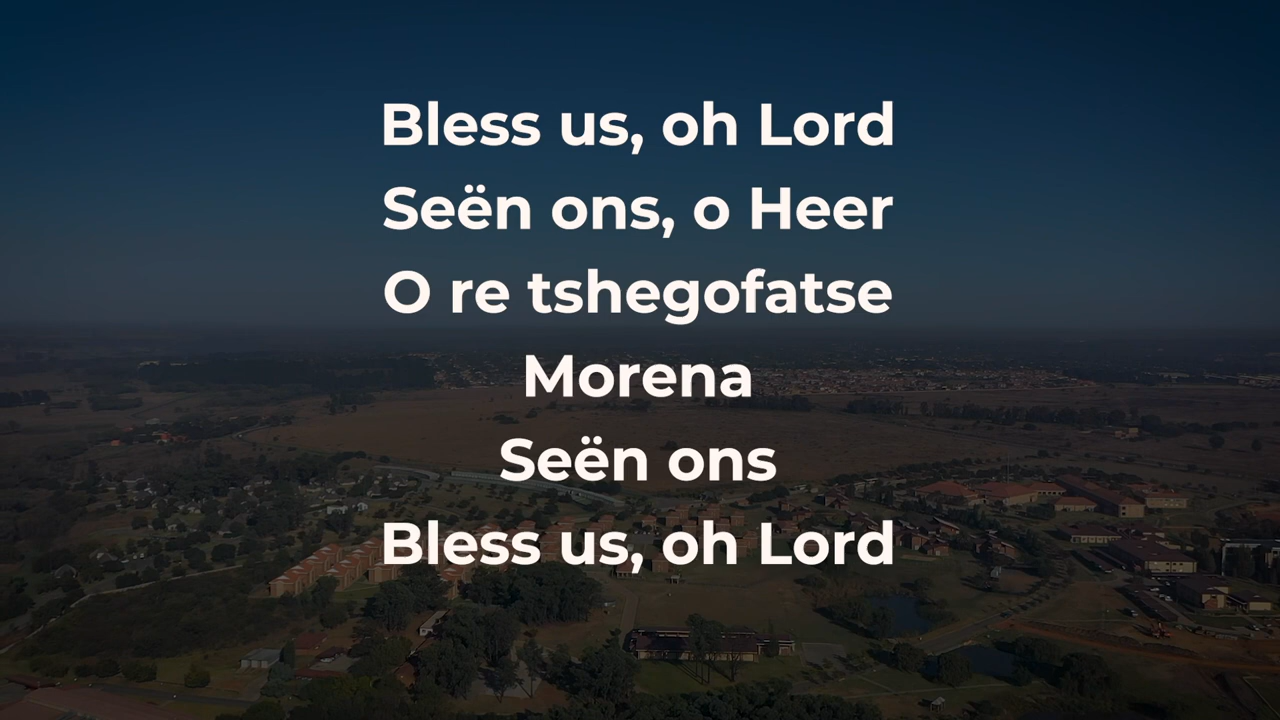 Bless us, oh Lord
Seën ons, o Heer
O re tshegofatse
Morena
Seën ons
Bless us, oh Lord